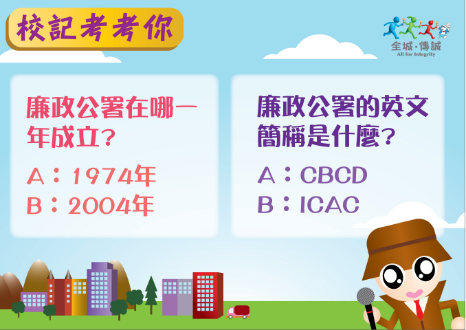 校記考考你
全城·傳誠
All for Integrity
廉政公署在哪一
年成立?
A：1974年
B：2004年
廉政公署的英文
簡稱是什麼?
A：CBCD
B：ICAC